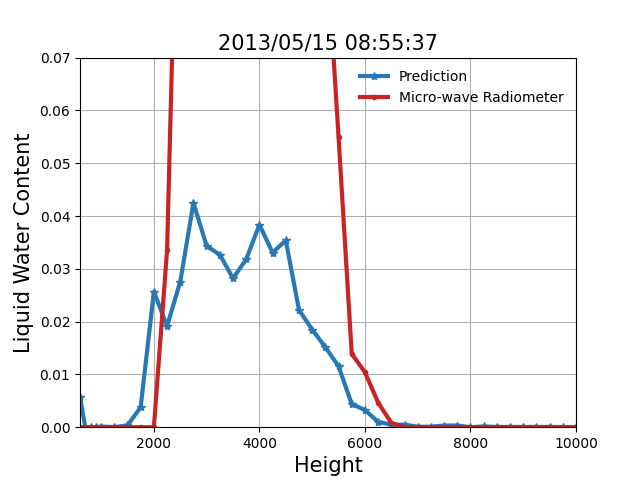 2013/05/15 08:55:37
Prediction
Micro-wave Radiometer
Liquid Water Content
0.07
0.06
0.05
0.04
0.03
0.02
0.01
0.00
2000 4000 6000 8000 10000
Height